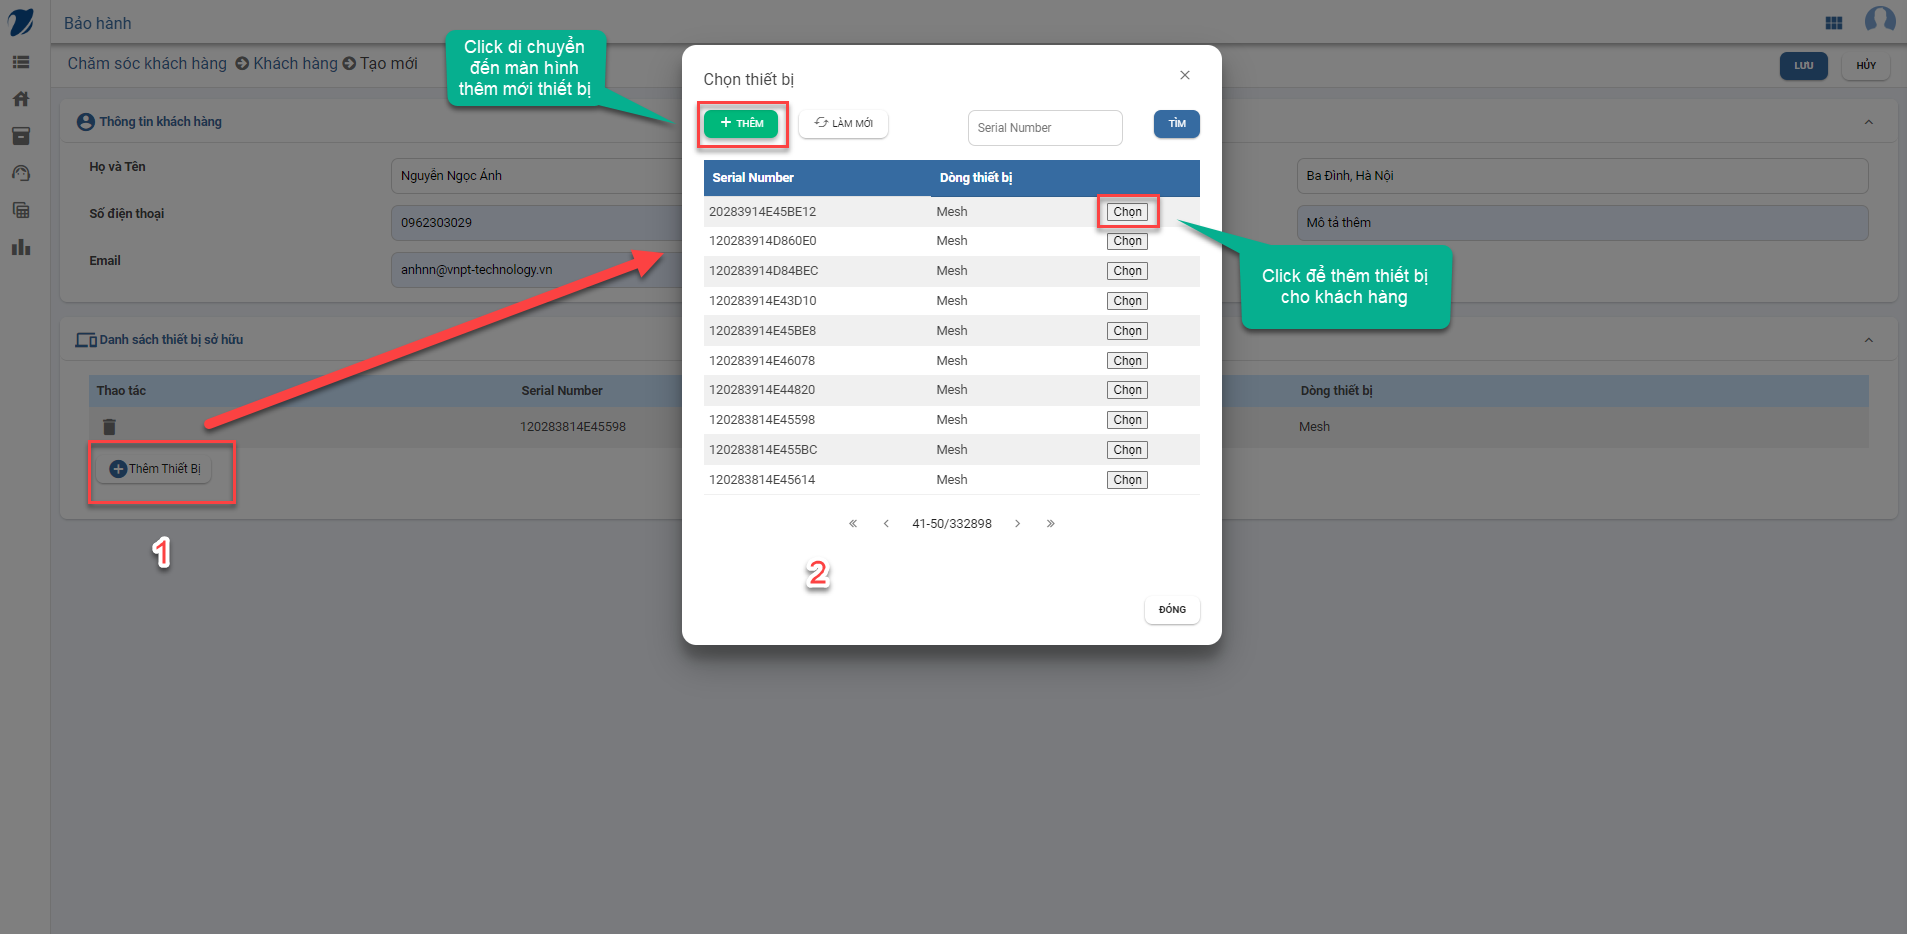 Bảo hành
Chăm sóc khách hàng Khách hàng Tạo mới
LƯU
HỦY
Click di chuyển
đến màn hình
thêm mới thiết bị
Thông tin khách hàng
Họ và Tên
Nguyễn Ngọc Ánh
Ba Đình, Hà Nội
Số điện thoại
0962303029
Mô tả thêm
Email
anhnn@vnpt-technology.vn
Danh sách thiết bị sở hữu
Thao tác Serial Number Dòng thiết bị
120283814E45598 Mesh
Thêm Thiết Bị
1
Chọn thiết bị
THÊM
LÀM MỚI
Serial Number
TÌM
Serial Number Dòng thiết bị
20283914E45BE12 Mesh Chọn
120283914D860E0 Mesh Chọn
120283914D84BEC Mesh Chọn
120283914E43D10 Mesh Chọn
120283914E45BE8 Mesh Chọn
120283914E46078 Mesh Chọn
120283914E44820 Mesh Chọn
120283814E45598 Mesh Chọn
120283814E455BC Mesh Chọn
120283814E45614 Mesh Chọn
« ‹ 41-50/332898 › »
2
ĐÓNG
Click để thêm thiết bị
cho khách hàng